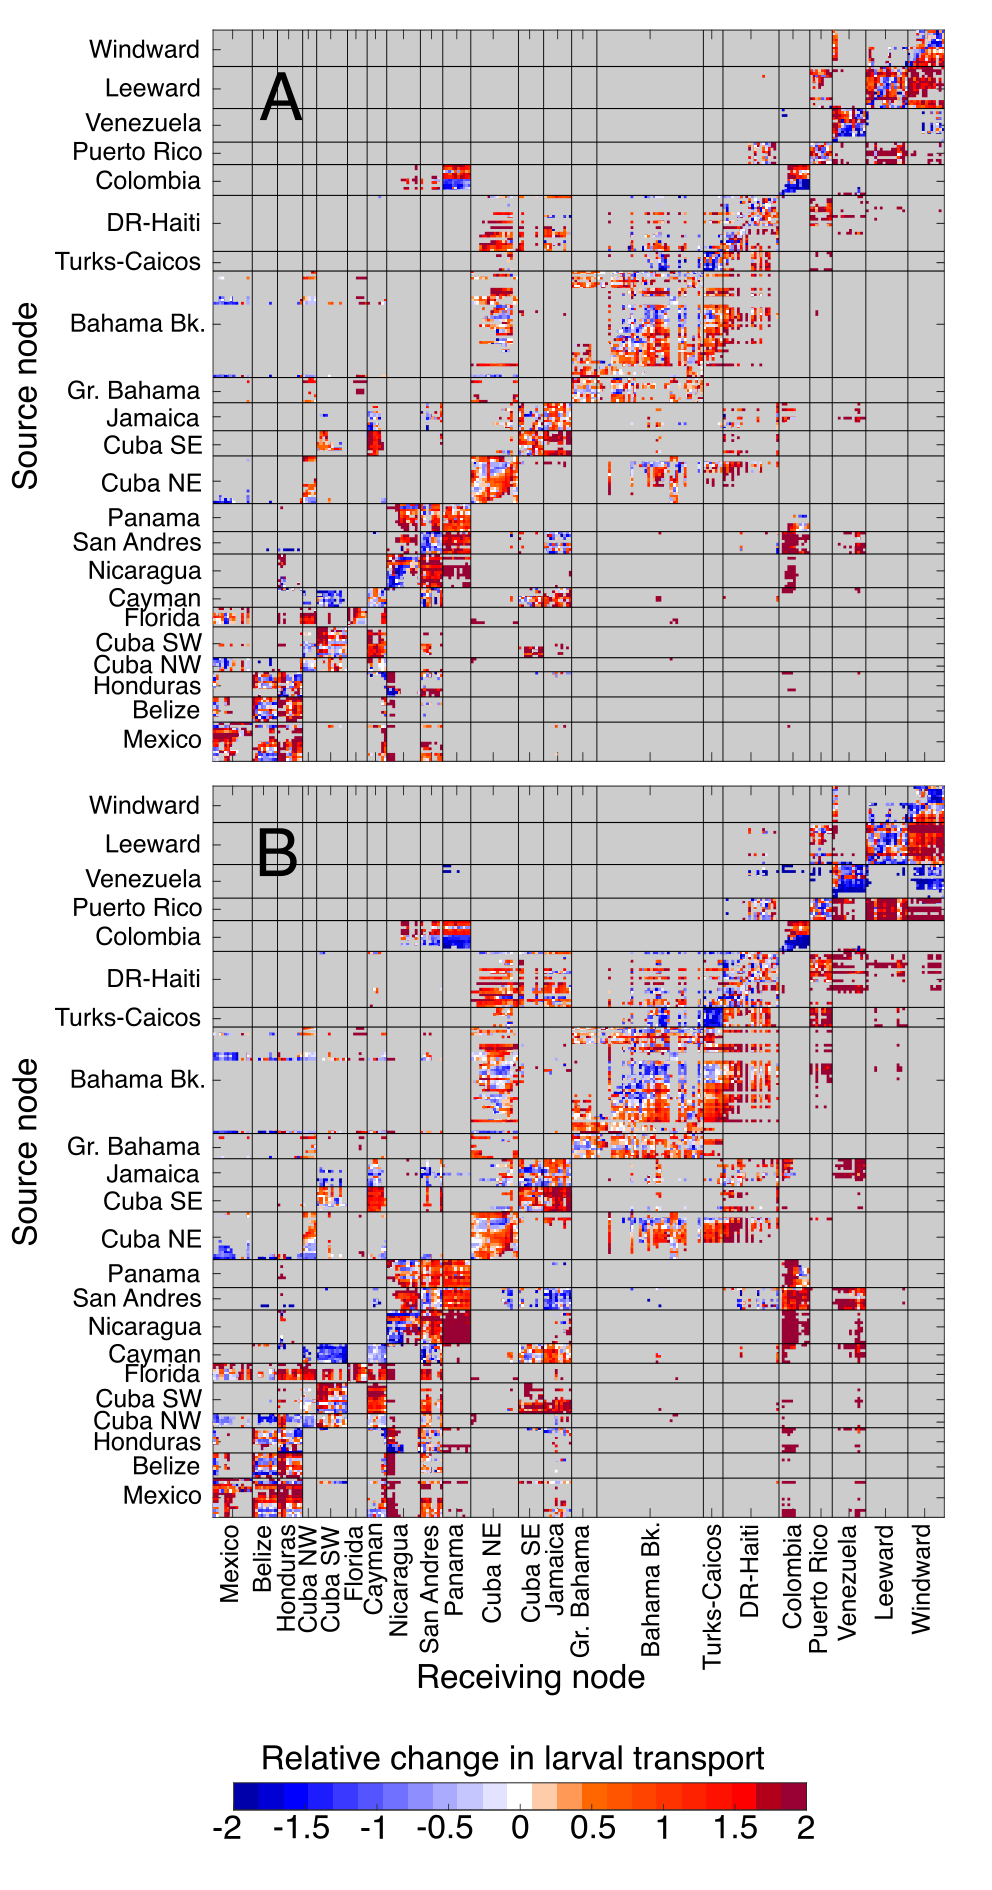 A
Windward
Leeward
Venezuela
Puerto Rico
Colombia
DR-Haiti
Turks-Caicos
Bahama Bk.
Gr. Bahama
Jamaica
Cuba SE
Cuba NE
Panama
San Andres
Nicaragua
Cayman
Florida
Cuba SW
Cuba NW
Honduras
Belize
Mexico
Source node
B
Windward
Leeward
Venezuela
Puerto Rico
Colombia
DR-Haiti
Turks-Caicos
Bahama Bk.
Gr. Bahama
Jamaica
Cuba SE
Cuba NE
Panama
San Andres
Nicaragua
Cayman
Florida
Cuba SW
Cuba NW
Honduras
Belize
Mexico
Source node
Mexico
Belize
Honduras
Cuba NW
Cuba SW
Florida
Cayman
Nicaragua
San Andres
Panama
Cuba NE
Cuba SE
Jamaica
Gr. Bahama
Bahama Bk.
Turks-Caicos
DR-Haiti
Colombia
Puerto Rico
Venezuela
Leeward
Windward
Receiving node
Relative change in larval transport
-2 -1.5 -1 -0.5 0 0.5 1 1.5 2